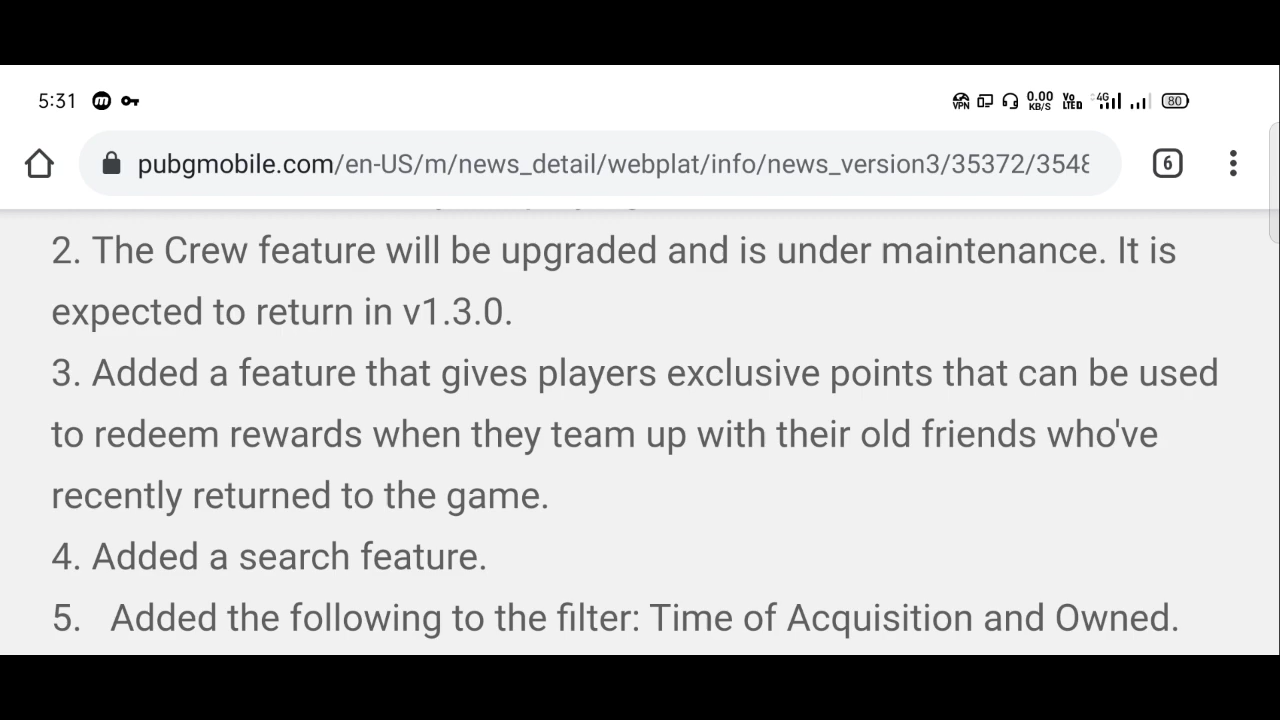 5:31 m VPN 0.00 KB/S Vo LTED 4G 80
pubgmobile.com/en-US/m/news_detail/webplat/info/news_version3/35372/3548 6
2. The Crew feature will be upgraded and is under maintenance. It is
expected to return in v1.3.0.
3. Added a feature that gives players exclusive points that can be used
to redeem rewards when they team up with their old friends who've
recently returned to the game.
4. Added a search feature.
5. Added the following to the filter: Time of Acquisition and Owned.